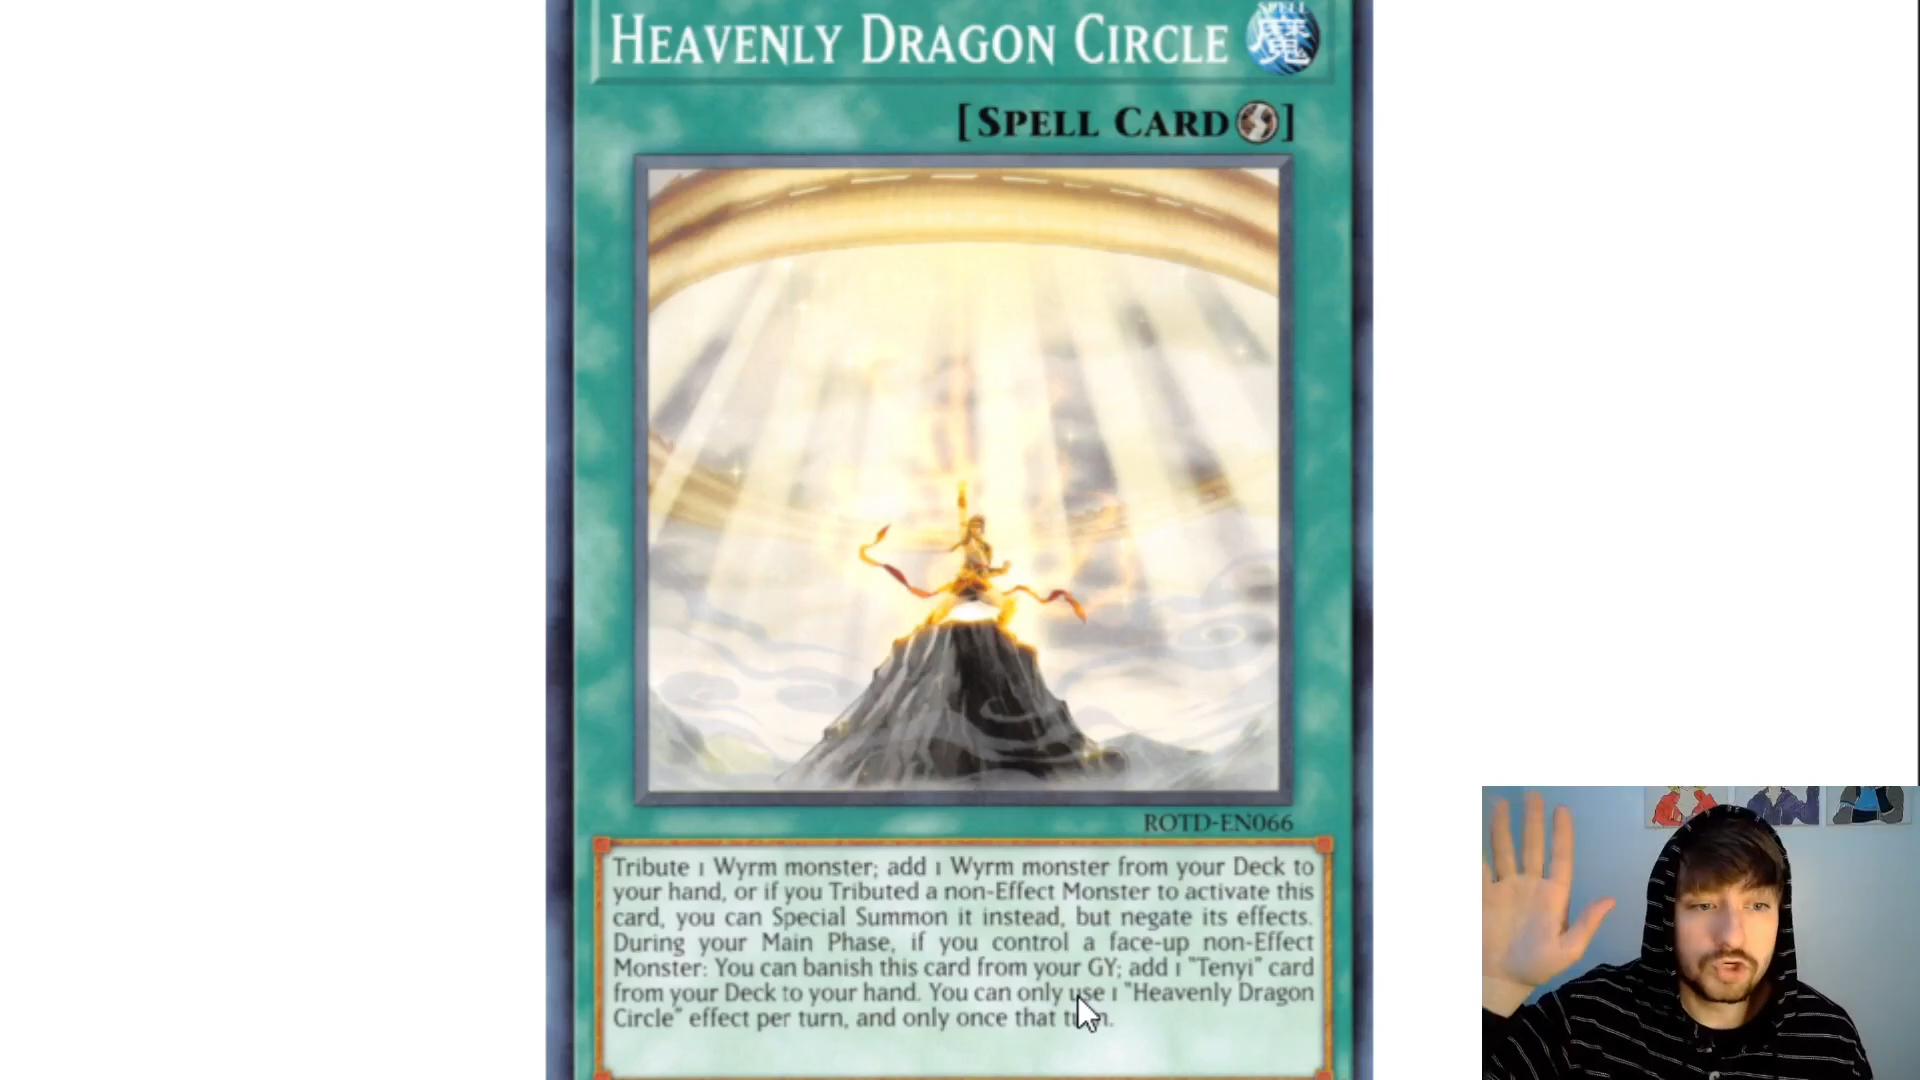 HEAVENLY DRAGON CIRCLE
SPELL
魔
[SPELL CARD]
ROTD-EN066
Tribute 1 Wyrm monster; add 1 Wyrm monster from your Deck to
your hand, or if you Tributed a non-Effect Monster to activate this
card, you can Special Summon it instead, but negate its effects.
During your Main Phase, if you control a face-up non-Effect
Monster: You can banish this card from your GY; add 1 "Tenyi" card
from your Deck to your hand. You can only use 1 "Heavenly Dragon
Circle" effect per turn, and only once that turn.